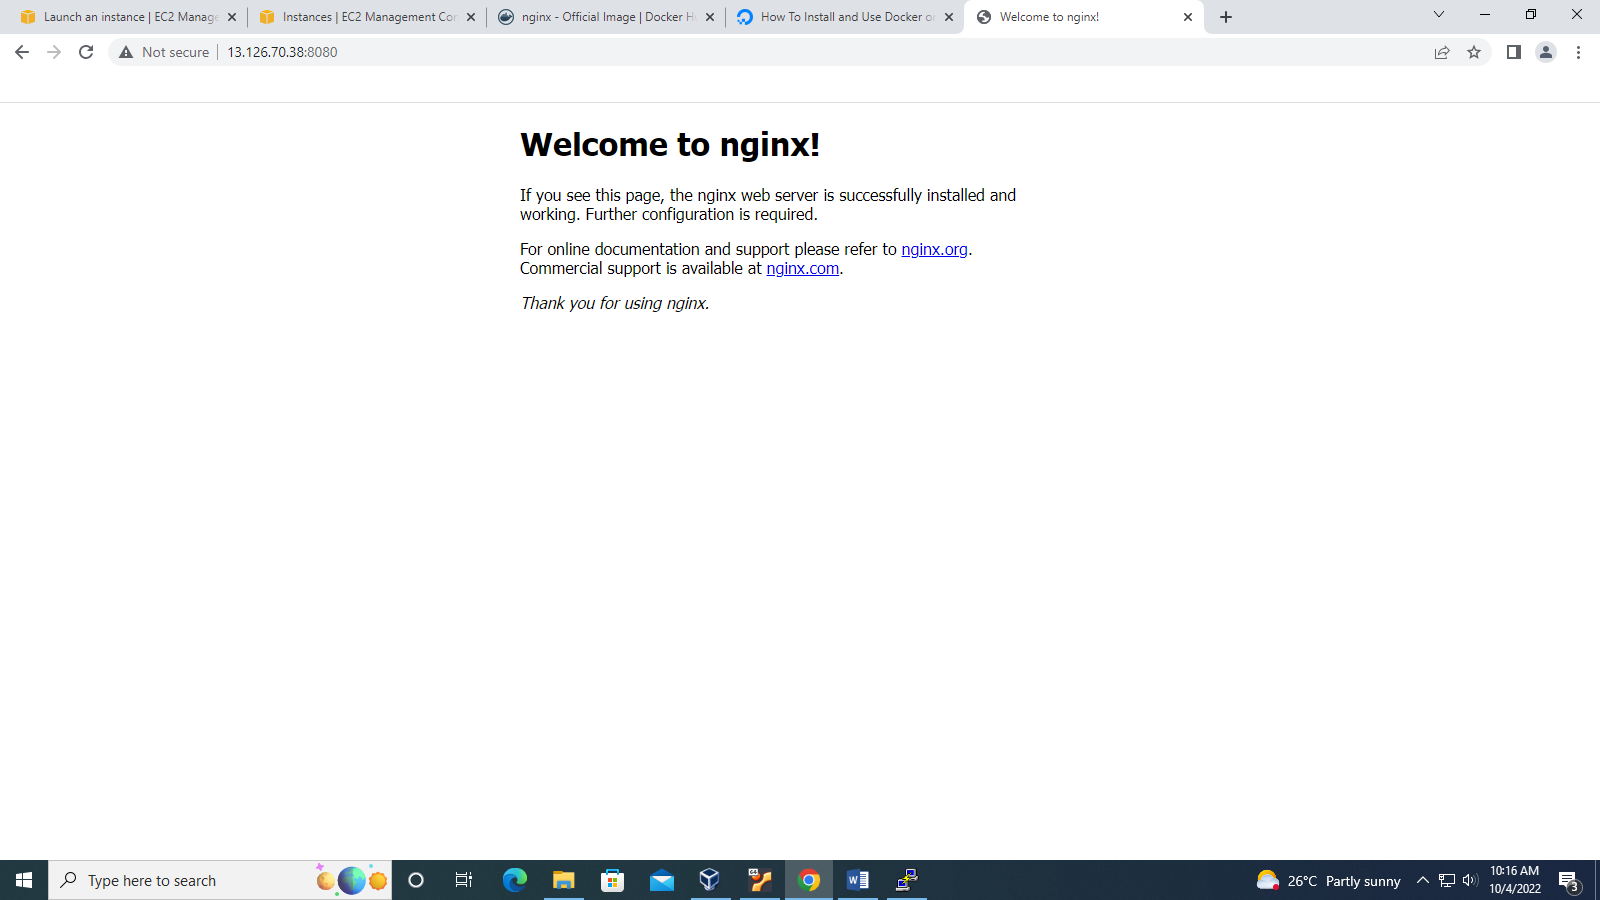 Launch an instance | EC2 Manage
Instances | EC2 Management Cor
nginx - Official Image | Docker H
How To Install and Use Docker o
Welcome to nginx!
Not secure
13.126.70.38:8080
Welcome to nginx!
If you see this page, the nginx web server is successfully installed and
working. Further configuration is required.
For online documentation and support please refer to nginx.org.
Commercial support is available at nginx.com.
Thank you for using nginx.
Type here to search
64
26°C Partly sunny
10:16 AM
10/4/2022
3